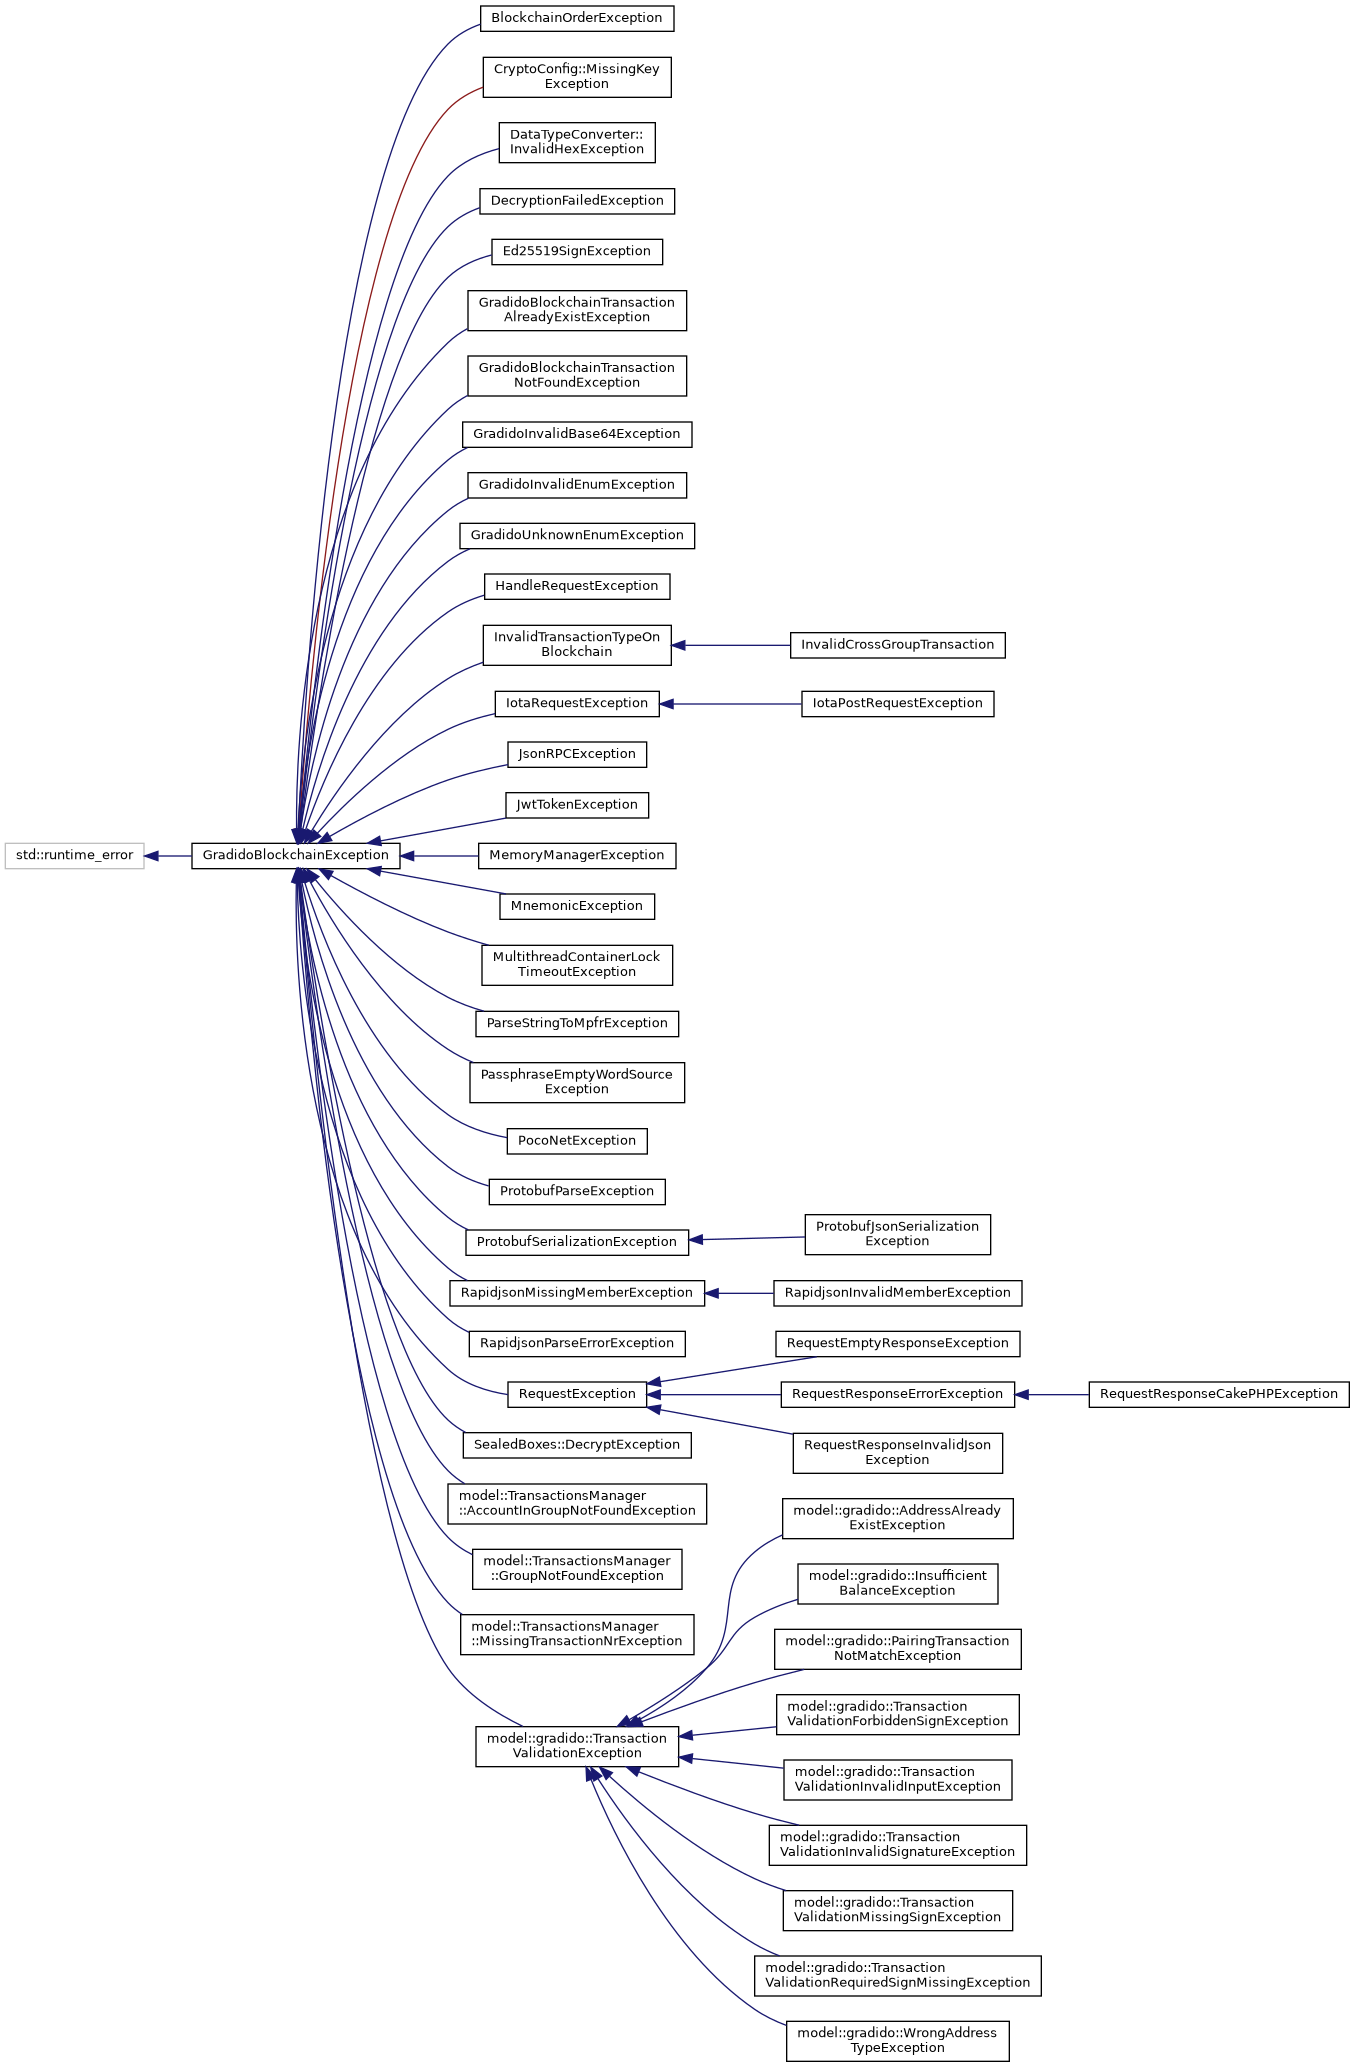 BlockchainOrderException
CryptoConfig::MissingKey
Exception
DataTypeConverter::
InvalidHexException
DecryptionFailedException
Ed25519SignException
GradidoBlockchainTransaction
AlreadyExistException
GradidoBlockchainTransaction
NotFoundException
GradidoInvalidBase64Exception
GradidoInvalidEnumException
GradidoUnknownEnumException
HandleRequestException
InvalidTransactionTypeOn
Blockchain
InvalidCrossGroupTransaction
IotaRequestException
IotaPostRequestException
JsonRPCException
JwtTokenException
std::runtime_error
GradidoBlockchainException
MemoryManagerException
MnemonicException
MultithreadContainerLock
TimeoutException
ParseStringToMpfrException
PassphraseEmptyWordSource
Exception
PocoNetException
ProtobufParseException
ProtobufSerializationException
ProtobufJsonSerialization
Exception
RapidjsonMissingMemberException
RapidjsonInvalidMemberException
RapidjsonParseErrorException
RequestEmptyResponseException
RequestException
RequestResponseErrorException
RequestResponseCakePHPException
RequestResponseInvalidJson
Exception
SealedBoxes::DecryptException
model::TransactionsManager
::AccountInGroupNotFoundException
model::TransactionsManager
::GroupNotFoundException
model::TransactionsManager
::MissingTransactionNrException
model::gradido::Transaction
ValidationException
model::gradido::AddressAlready
ExistException
model::gradido::Insufficient
BalanceException
model::gradido::PairingTransaction
NotMatchException
model::gradido::Transaction
ValidationForbiddenSignException
model::gradido::Transaction
ValidationInvalidInputException
model::gradido::Transaction
ValidationInvalidSignatureException
model::gradido::Transaction
ValidationMissingSignException
model::gradido::Transaction
ValidationRequiredSignMissingException
model::gradido::WrongAddress
TypeException